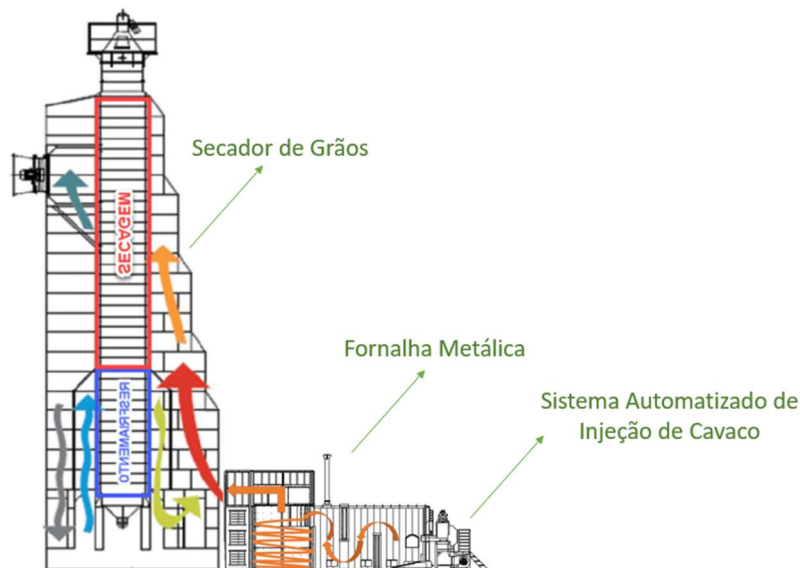 Secador de Grãos
SECAGEM
Fornalha Metálica
RESFRIAMENTO
Sistema Automatizado de
Injeção de Cavaco